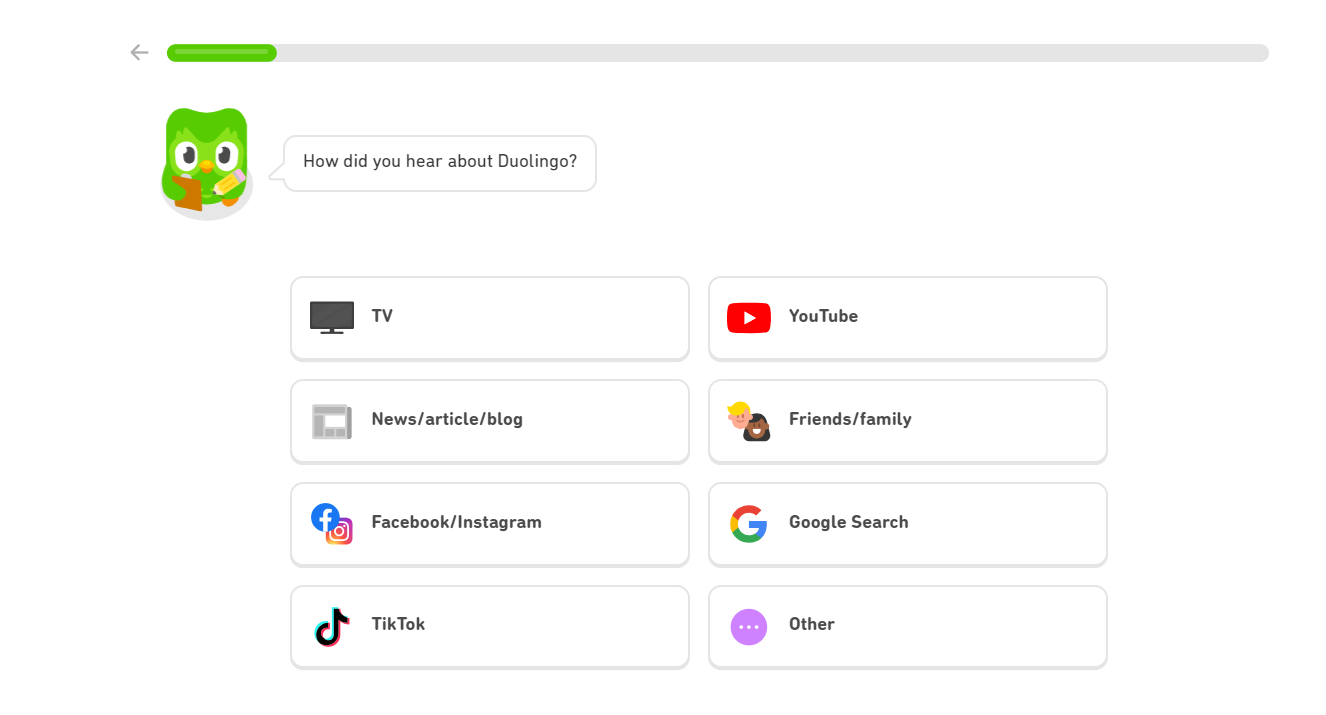 How did you hear about Duolingo?
TV
YouTube
News/article/blog
Friends/family
Facebook/Instagram
Google Search
TikTok
Other